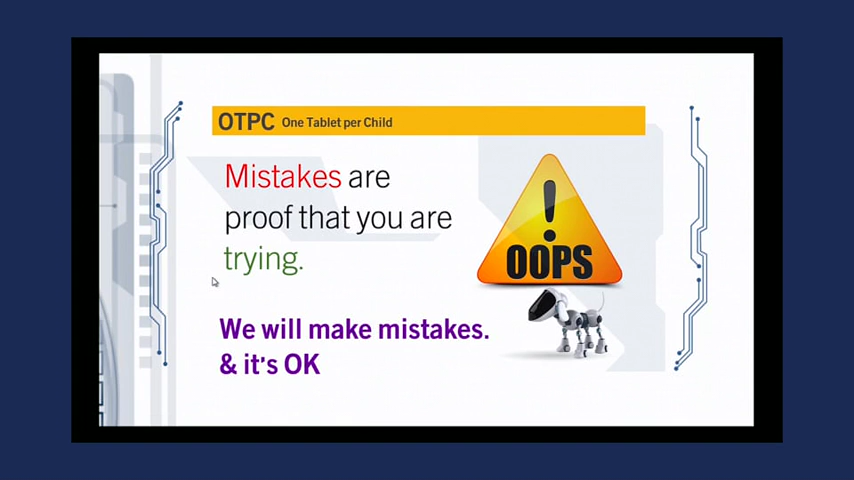 OTPC One Tablet per Child
Mistakes are
proof that you are
trying.
!
OOPS
We will make mistakes.
& it's OK